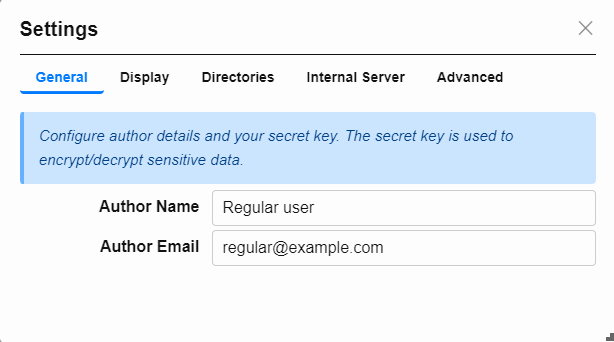 Settings
General Display Directories Internal Server Advanced
Configure author details and your secret key. The secret key is used to
encrypt/decrypt sensitive data.
Author Name Regular user
Author Email regular@example.com